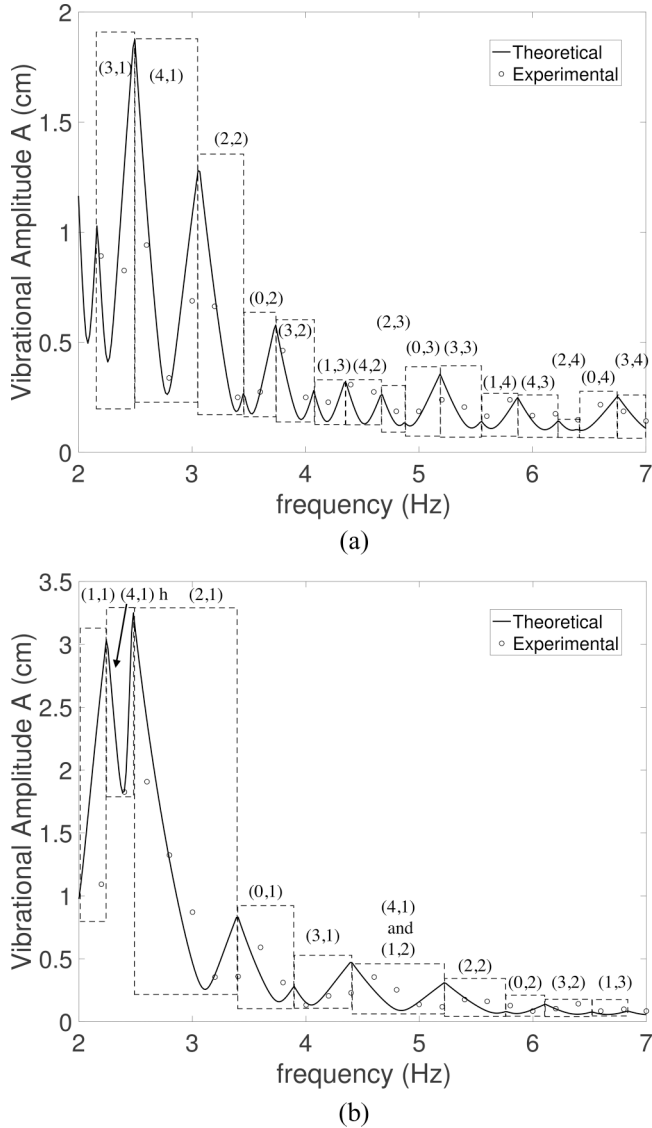 2
1.5
1
0.5
0
Vibrational Amplitude A (cm)
(3,1)
(4,1)
(2,2)
(0,2)
(3,2)
(1,3)
(4,2)
(2,3)
(0,3)
(3,3)
(1,4)
(4,3)
(2,4)
(0,4)
(3,4)
Theoretical
Experimental
2 3 4 5 6 7
frequency (Hz)
(a)
3.5
3
2.5
2
1.5
1
0.5
0
Vibrational Amplitude A (cm)
(1,1) (4,1) h (2,1)
(0,1)
(3,1)
(4,1)
and
(1,2)
(2,2)
(0,2)
(3,2)
(1,3)
Theoretical
Experimental
2 3 4 5 6 7
frequency (Hz)
(b)